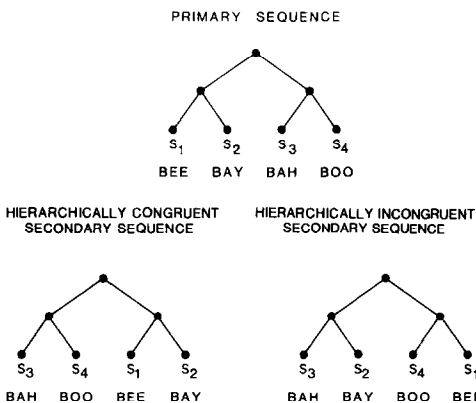 PRIMARY SEQUENCE
S1 S2 S3 S4
BEE BAY BAH BOO
HIERARCHICALLY CONGRUENT
SECONDARY SEQUENCE
S3 S4 S1 S2
BAH BOO BEE BAY
HIERARCHICALLY INCONGRUENT
SECONDARY SEQUENCE
S3 S2 S4 S1
BAH BAY BOO BEE